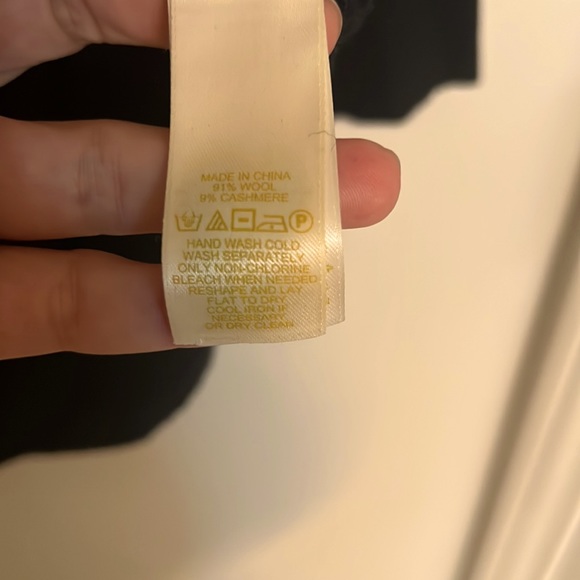 MADE IN CHINA
91% WOOL
9% CASHMERE
P
HAND WASH COLD
WASH SEPARATELY
ONLY NON-CHLORINE
BLEACH WHEN NEEDED
RESHAPE AND LAY
FLAT TO DRY
COOL IRON IF
NECESSARY
OR DRY CLEAN